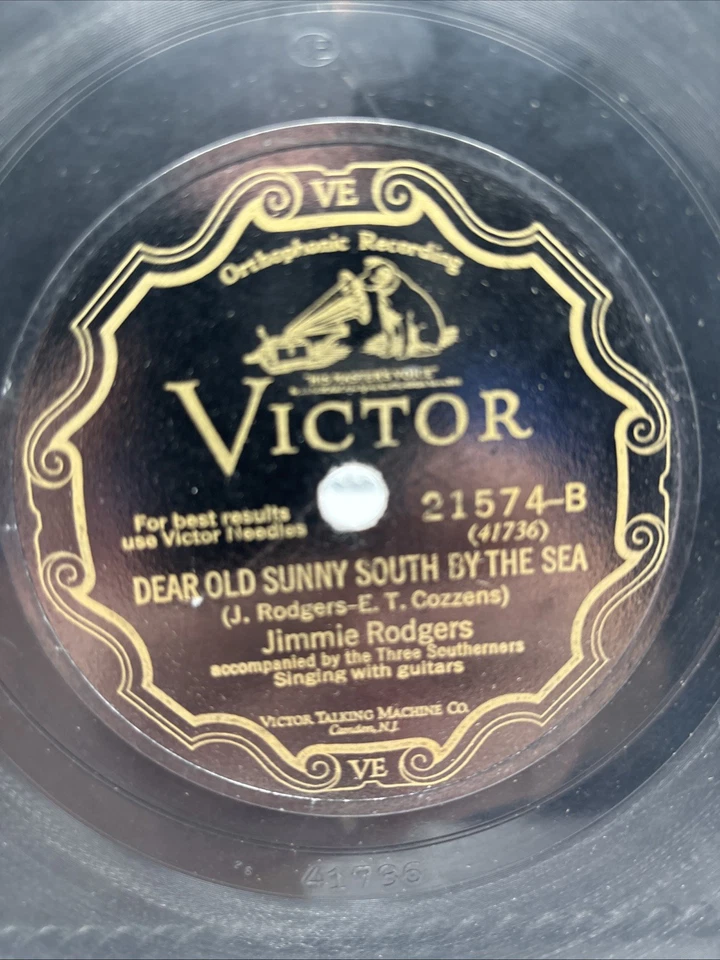 VE
Orthophonic Recording
"HIS MASTER'S VOICE"
VICTOR
For best results
use Victor Needles
21574-B
(41736)
DEAR OLD SUNNY SOUTH BY THE SEA
(J. Rodgers-E. T. Cozzens)
Jimmie Rodgers
accompanied by the Three Southerners
Singing with guitars
VICTOR TALKING MACHINE CO.
Camden, N.J.
VE
41736